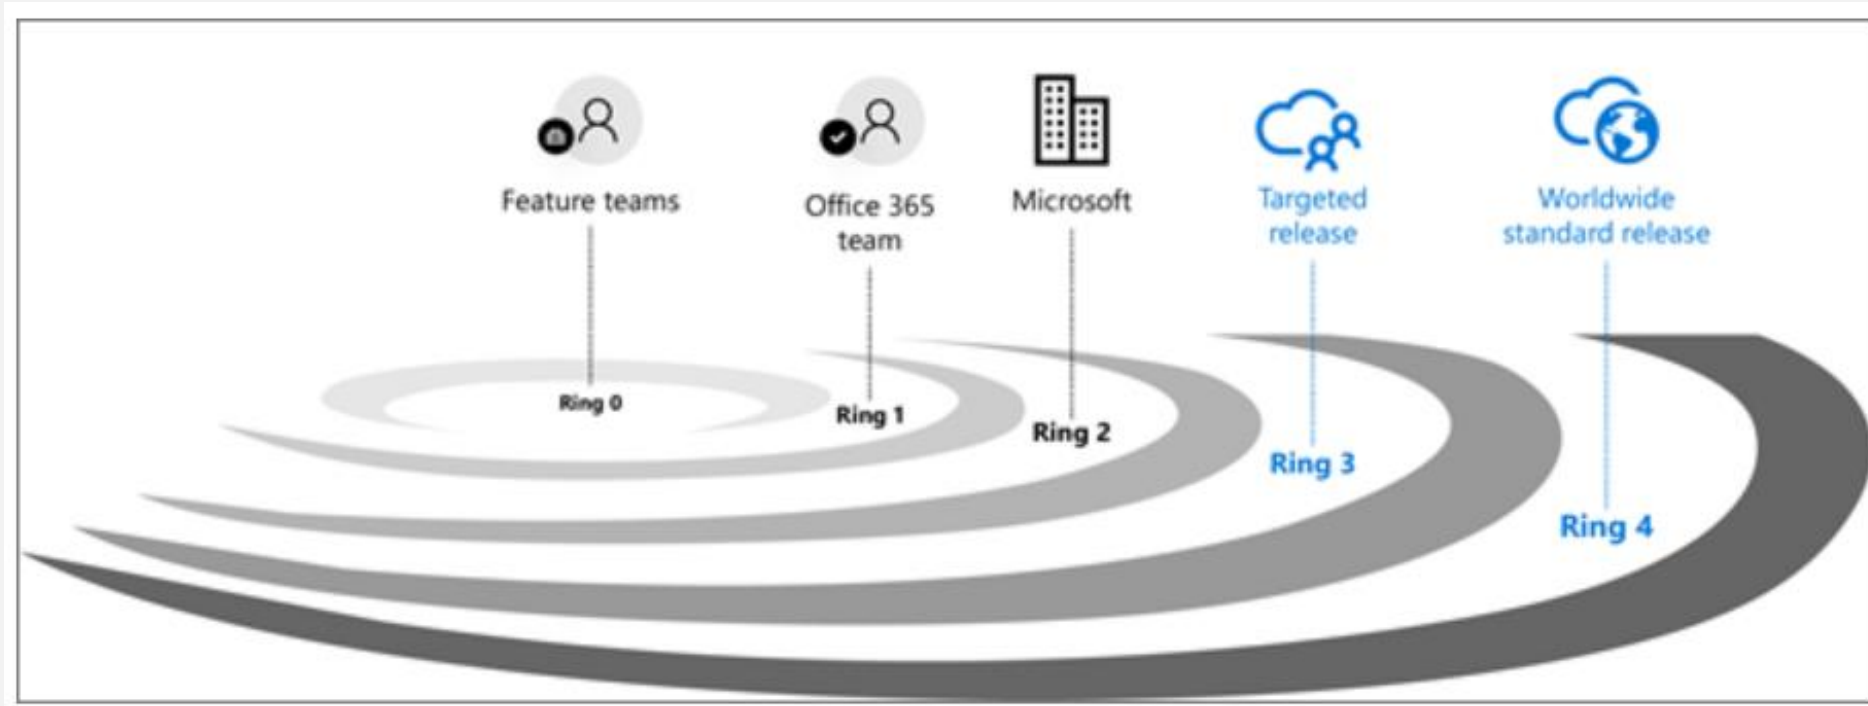 Feature teams
Office 365
team
Microsoft
Targeted
release
Worldwide
standard release
Ring 0
Ring 1
Ring 2
Ring 3
Ring 4